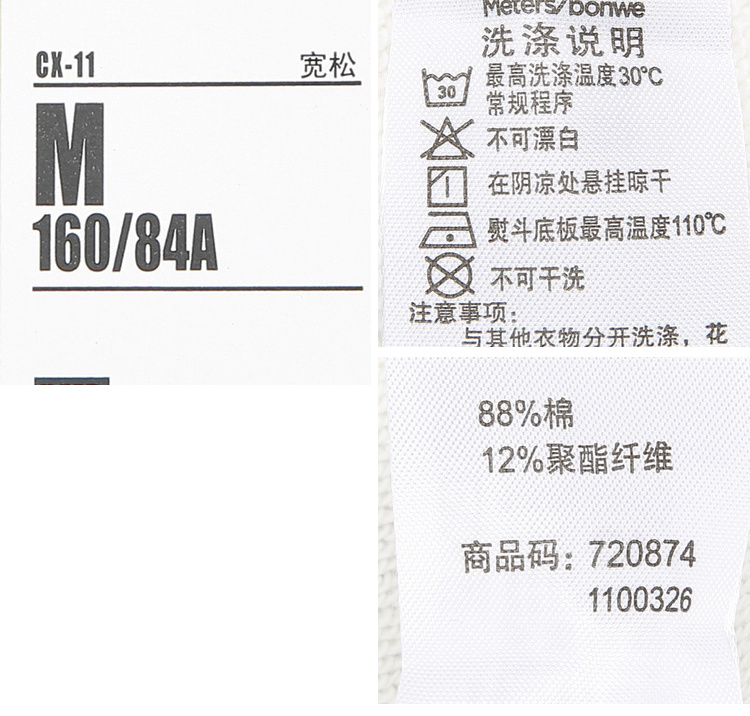 CX-11 宽松
M
160/84A
Meters/bonwe
洗涤说明
30
最高洗涤温度30℃
常规程序
不可漂白
在阴凉处悬挂晾干
熨斗底板最高温度110℃
不可干洗
注意事项:
与其他衣物分开洗涤，花
88%棉
12%聚酯纤维
商品码: 720874
1100326